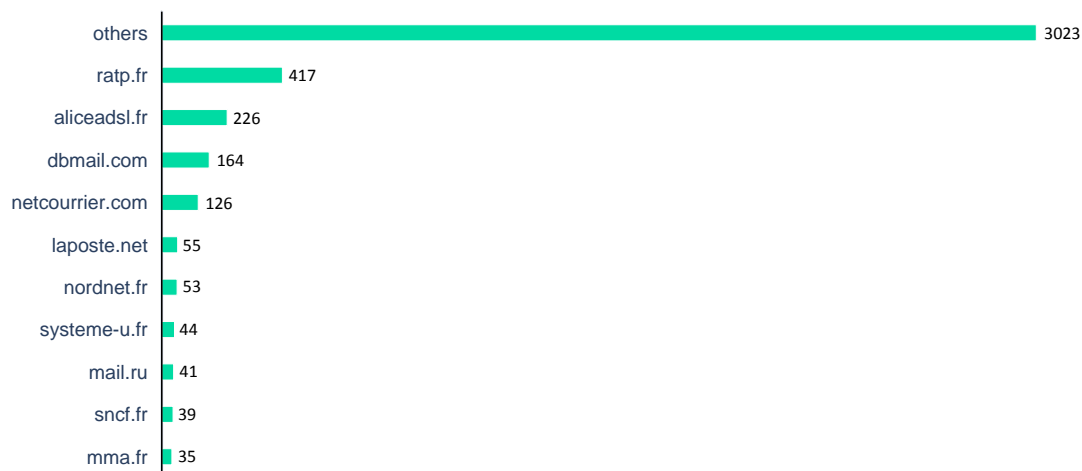 others 3023
ratp.fr 417
aliceadsl.fr 226
dbmail.com 164
netcourrier.com 126
laposte.net 55
nordnet.fr 53
systeme-u.fr 44
mail.ru 41
sncf.fr 39
mma.fr 35